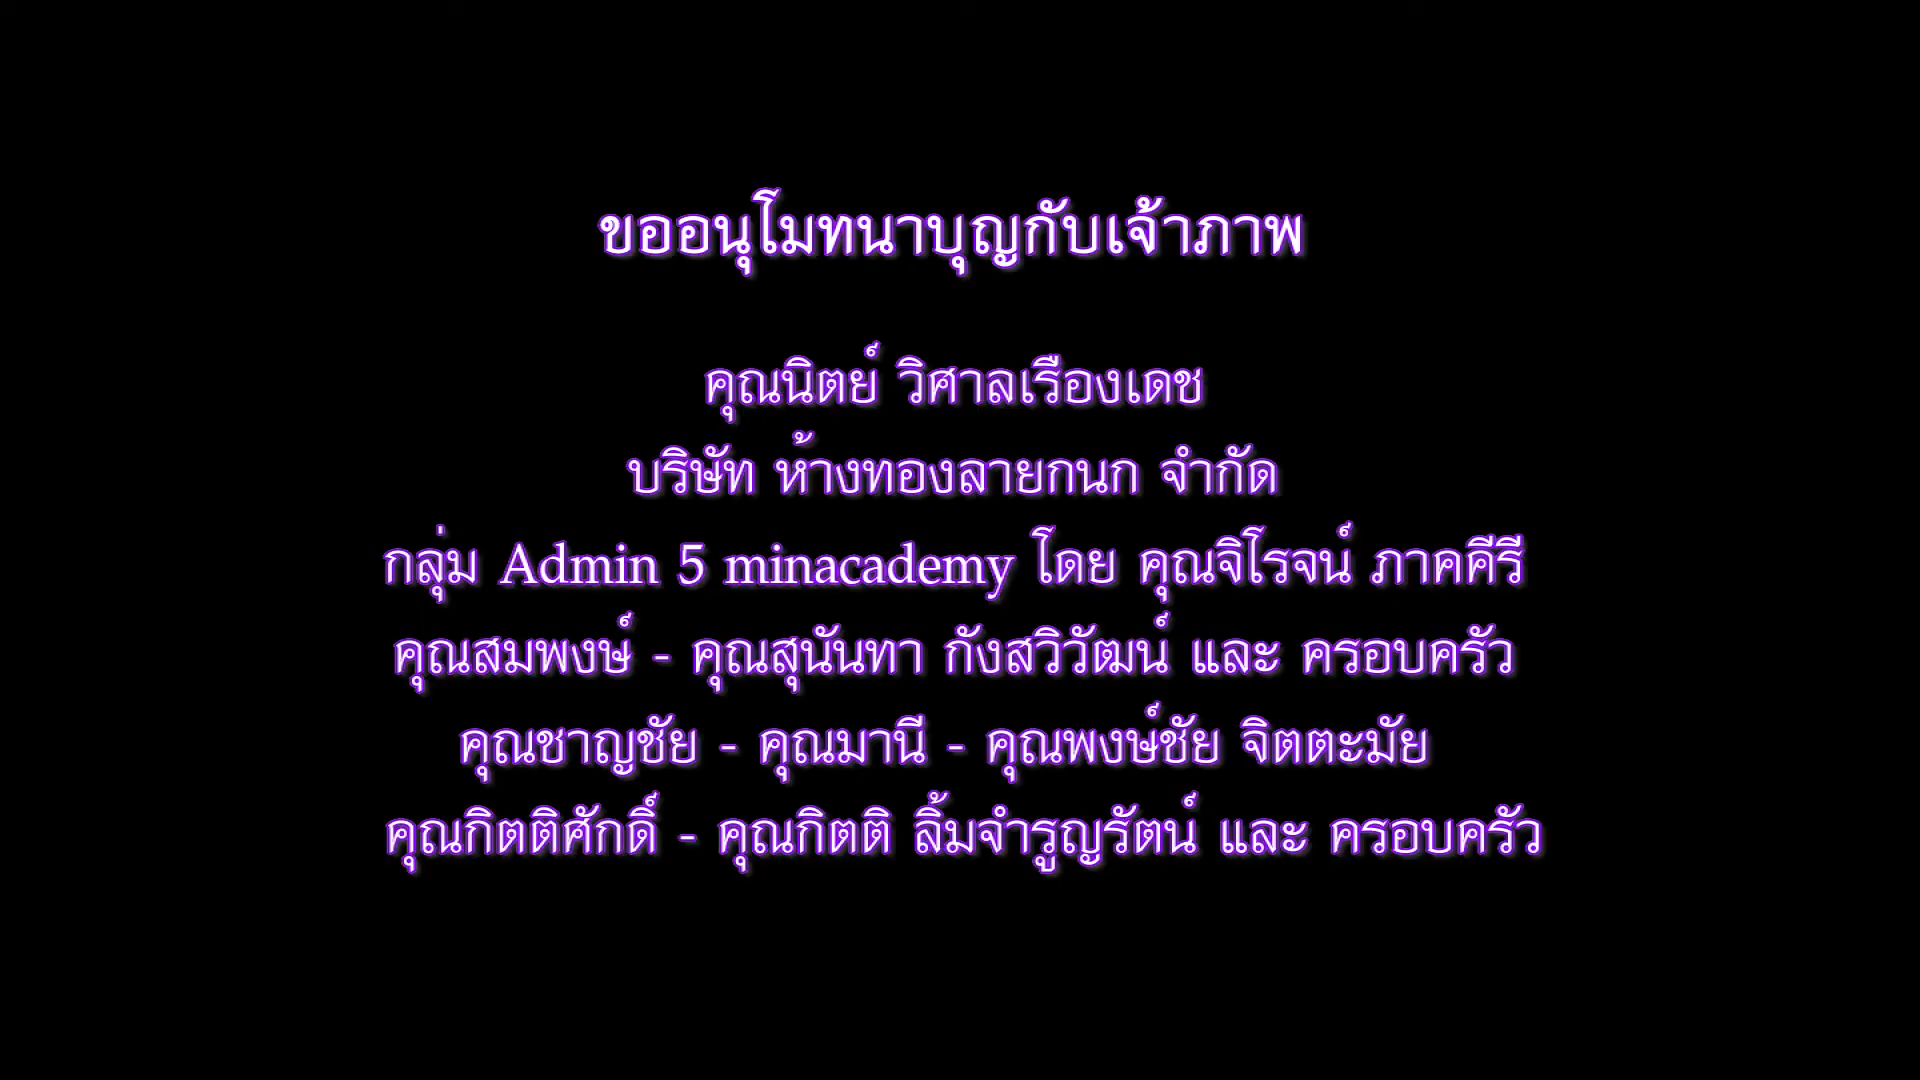 ขออนุโมทนาบุญกับเจ้าภาพ
คุณนิตย์ วิศาลเรืองเดช
บริษัท ห้างทองลายกนก จำกัด
กลุ่ม Admin 5 minacademy โดย คุณจิโรจน์ ภาคคีรี
คุณสมพงษ์ - คุณสุนันทา กังสวิวัฒน์ และ ครอบครัว
คุณชาญชัย - คุณมานี - คุณพงษ์ชัย จิตตะมัย
คุณกิตติศักดิ์ - คุณกิตติ ลิ้มจำรูญรัตน์ และ ครอบครัว